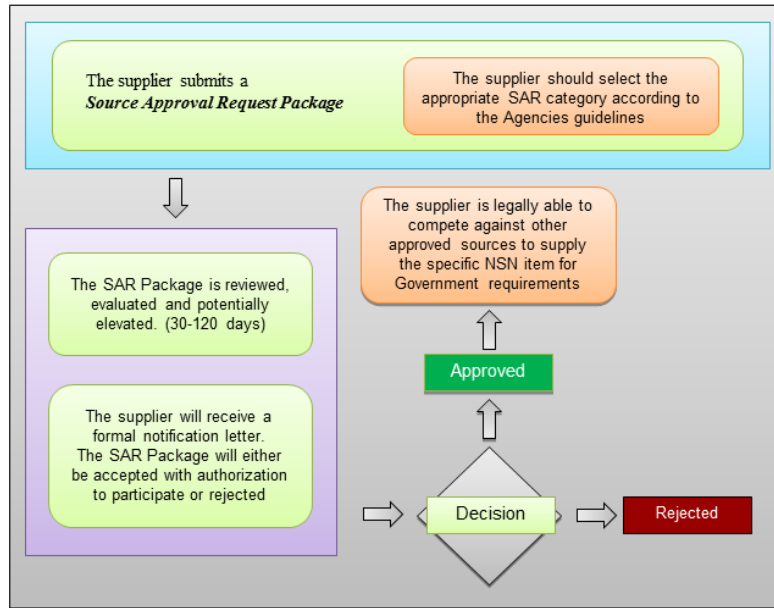 The supplier submits a
Source Approval Request Package
The supplier should select the
appropriate SAR category according to
the Agencies guidelines
The supplier is legally able to
compete against other
approved sources to supply
the specific NSN item for
Government requirements
The SAR Package is reviewed,
evaluated and potentially
elevated. (30-120 days)
Approved
The supplier will receive a
formal notification letter.
The SAR Package will either
be accepted with authorization
to participate or rejected
Decision
Rejected